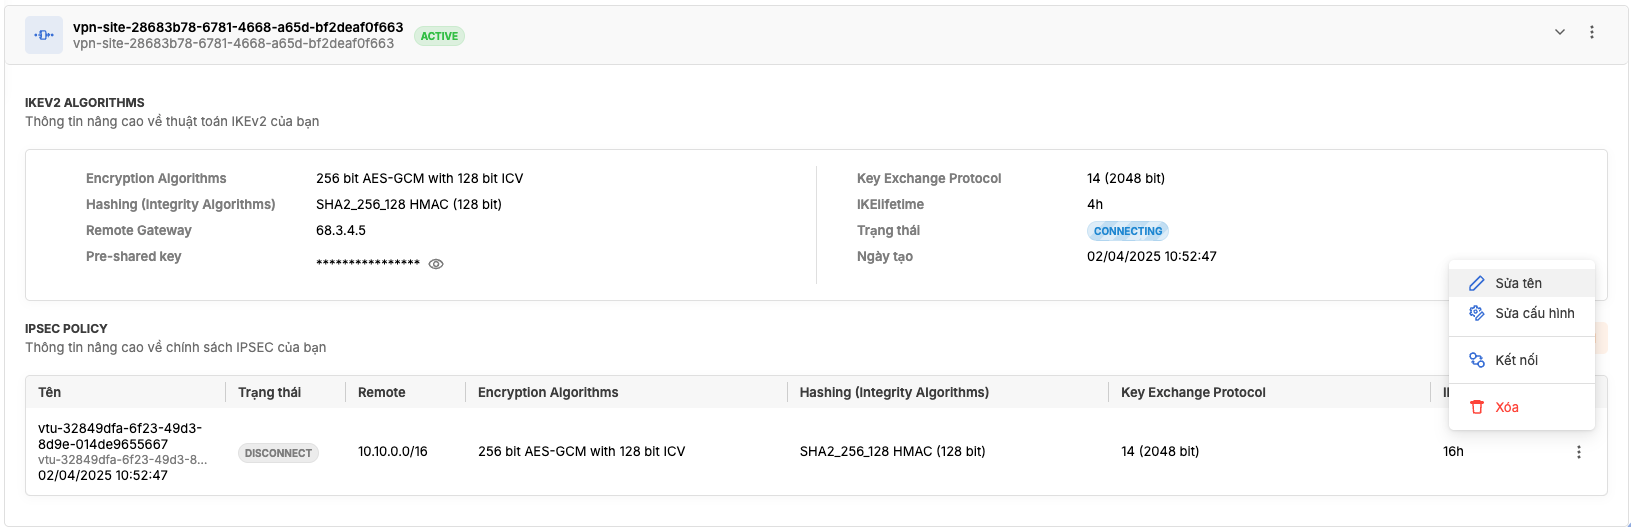 vpn-site-28683b78-6781-4668-a65d-bf2deaf0f663
vpn-site-28683b78-6781-4668-a65d-bf2deaf0f663
ACTIVE
IKEV2 ALGORITHMS
Thông tin nâng cao về thuật toán IKEv2 của bạn
Encryption Algorithms 256 bit AES-GCM with 128 bit ICV
Hashing (Integrity Algorithms) SHA2_256_128 HMAC (128 bit)
Remote Gateway 68.3.4.5
Pre-shared key ****************
Key Exchange Protocol 14 (2048 bit)
IKElifetime 4h
Trạng thái CONNECTING
Ngày tạo 02/04/2025 10:52:47
Sửa tên
Sửa cấu hình
Kết nối
Xóa
IPSEC POLICY
Thông tin nâng cao về chính sách IPSEC của bạn
Tên Trạng thái Remote Encryption Algorithms Hashing (Integrity Algorithms) Key Exchange Protocol
vtu-32849dfa-6f23-49d3-
8d9e-014de9655667
vtu-32849dfa-6f23-49d3-8...
02/04/2025 10:52:47
DISCONNECT 10.10.0.0/16 256 bit AES-GCM with 128 bit ICV SHA2_256_128 HMAC (128 bit) 14 (2048 bit) 16h